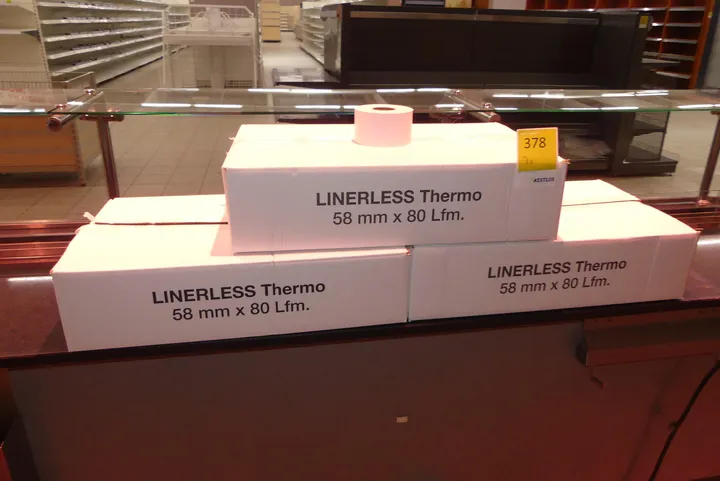 378
LINERLESS Thermo
58 mm x 80 Lfm.
LINERLESS Thermo
58 mm x 80 Lfm.
LINERLESS Thermo
58 mm x 80 Lfm.